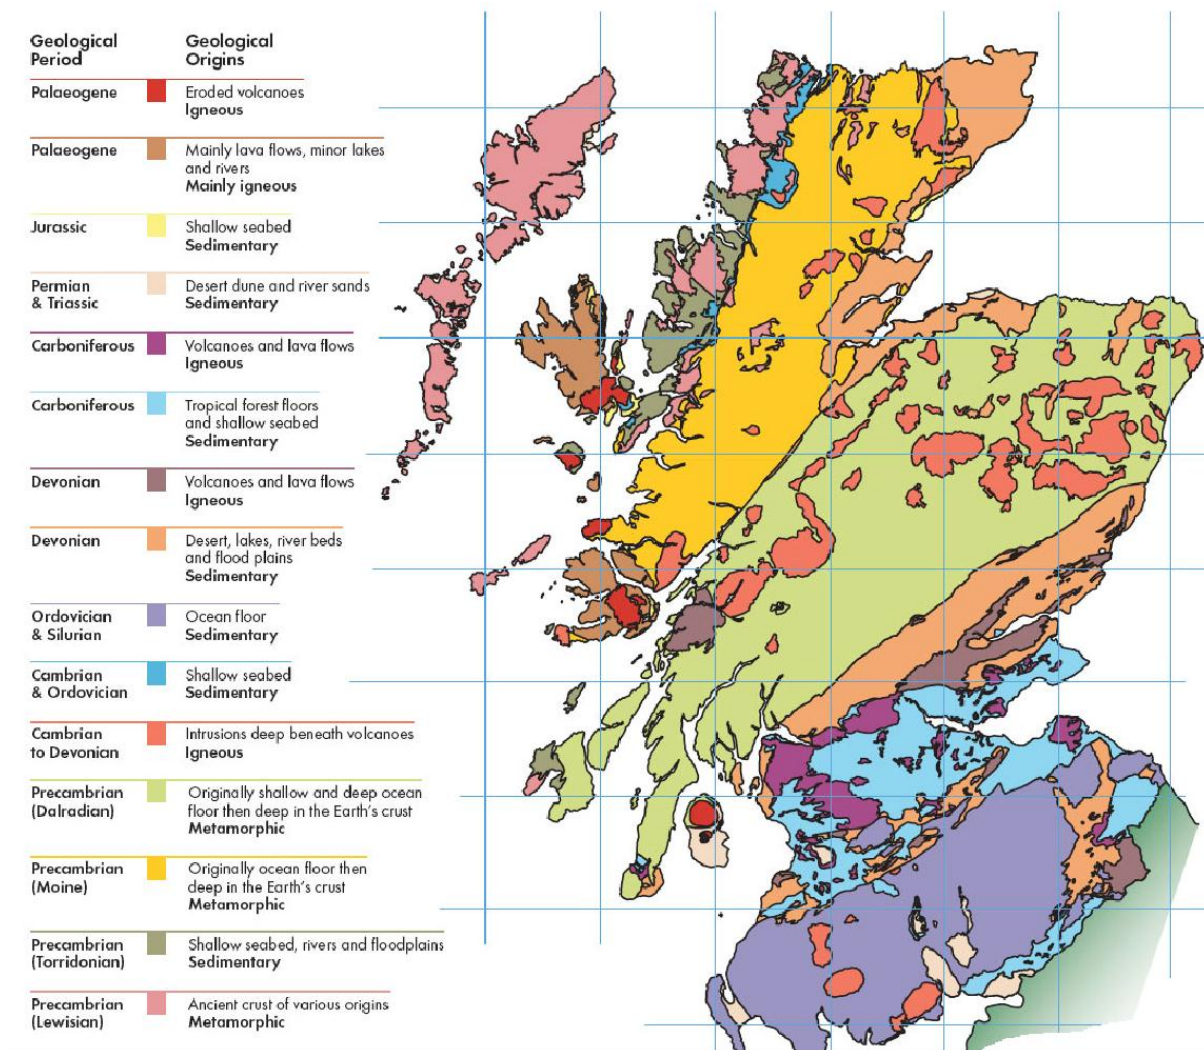 Geological Period
Geological Origins
Palaeogene
Eroded volcanoes
Igneous
Palaeogene
Mainly lava flows, minor lakes
and rivers
Mainly igneous
Jurassic
Shallow seabed
Sedimentary
Permian
& Triassic
Desert dune and river sands
Sedimentary
Carboniferous
Volcanoes and lava flows
Igneous
Carboniferous
Tropical forest floors
and shallow seabed
Sedimentary
Devonian
Volcanoes and lava flows
Igneous
Devonian
Desert, lakes, river beds
and flood plains
Sedimentary
Ordovician
& Silurian
Ocean floor
Sedimentary
Cambrian
& Ordovician
Shallow seabed
Sedimentary
Cambrian
to Devonian
Intrusions deep beneath volcanoes
Igneous
Precambrian
(Dalradian)
Originally shallow and deep ocean
floor then deep in the Earth's crust
Metamorphic
Precambrian
(Moine)
Originally ocean floor then
deep in the Earth's crust
Metamorphic
Precambrian
(Torridonian)
Shallow seabed, rivers and floodplains
Sedimentary
Precambrian
(Lewisian)
Ancient crust of various origins
Metamorphic